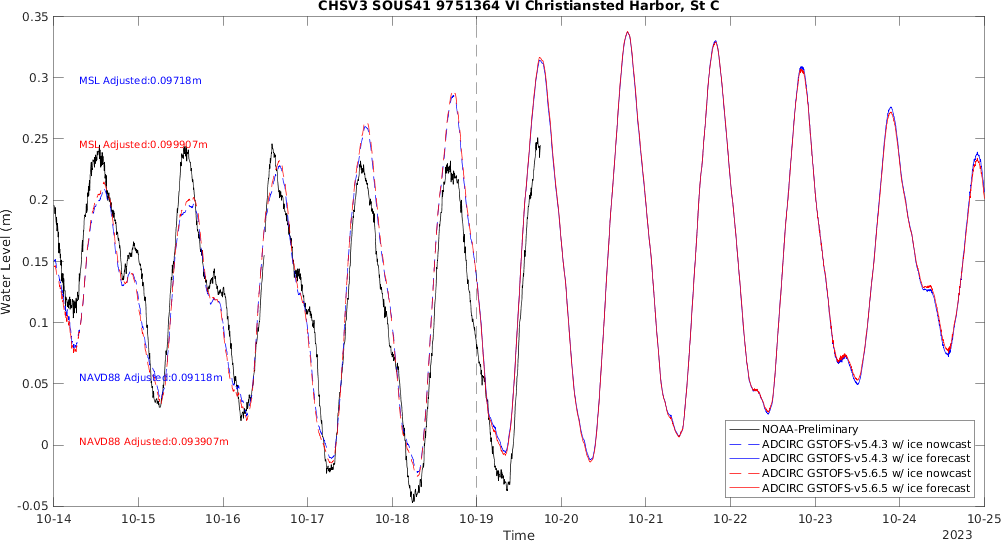 CHSV3 SOUS41 9751364 VI Christiansted Harbor, St C
0.35
0.3
0.25
0.2
0.15
0.1
0.05
0
-0.05
Water Level (m)
MSL Adjusted:0.09718m
MSL Adjusted:0.099907m
NAVD88 Adjusted:0.09118m
NAVD88 Adjusted:0.093907m
NOAA-Preliminary
ADCIRC GSTOFS-v5.4.3 w/ ice nowcast
ADCIRC GSTOFS-v5.4.3 w/ ice forecast
ADCIRC GSTOFS-v5.6.5 w/ ice nowcast
ADCIRC GSTOFS-v5.6.5 w/ ice forecast
10-14 10-15 10-16 10-17 10-18 10-19 10-20 10-21 10-22 10-23 10-24 10-25
Time
2023